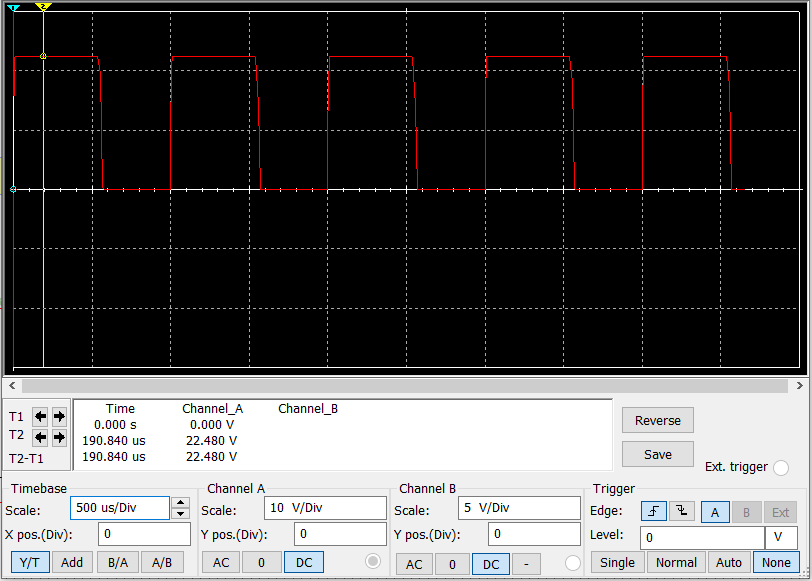 1 2
Time Channel_A Channel_B
T1 0.000 s 0.000 V
T2 190.840 us 22.480 V
T2-T1 190.840 us 22.480 V
Reverse
Save
Ext. trigger
Timebase Channel A Channel B Trigger
Scale: 500 us/Div Scale: 10 V/Div Scale: 5 V/Div Edge: A B Ext
X pos.(Div): 0 Y pos.(Div): 0 Y pos.(Div): 0 Level: 0 V
Y/T Add B/A A/B AC 0 DC AC 0 DC - Single Normal Auto None